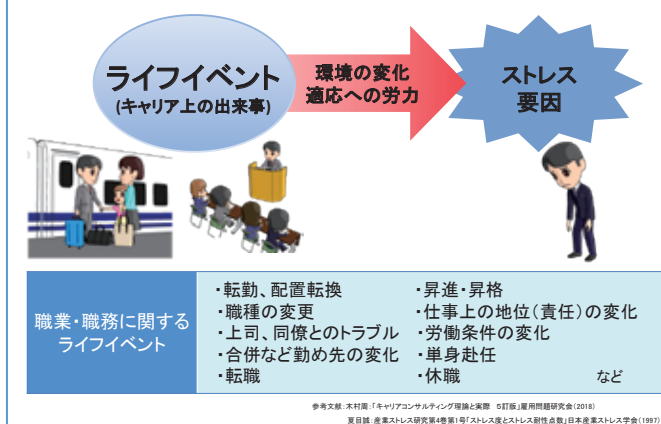 ライフイベント
(キャリア上の出来事)
環境の変化
適応への労力
ストレス
要因
職業・職務に関する
ライフイベント
・転勤、配置転換
・職種の変更
・上司、同僚とのトラブル
・合併など勤め先の変化
・転職
・昇進・昇格
・仕事上の地位(責任)の変化
・労働条件の変化
・単身赴任
・休職 など
参考文献:木村周:「キャリアコンサルティング理論と実際 5訂版」雇用問題研究会(2018)
夏目誠:産業ストレス研究第4巻第1号「ストレス度とストレス耐性点数」日本産業ストレス学会(1997)